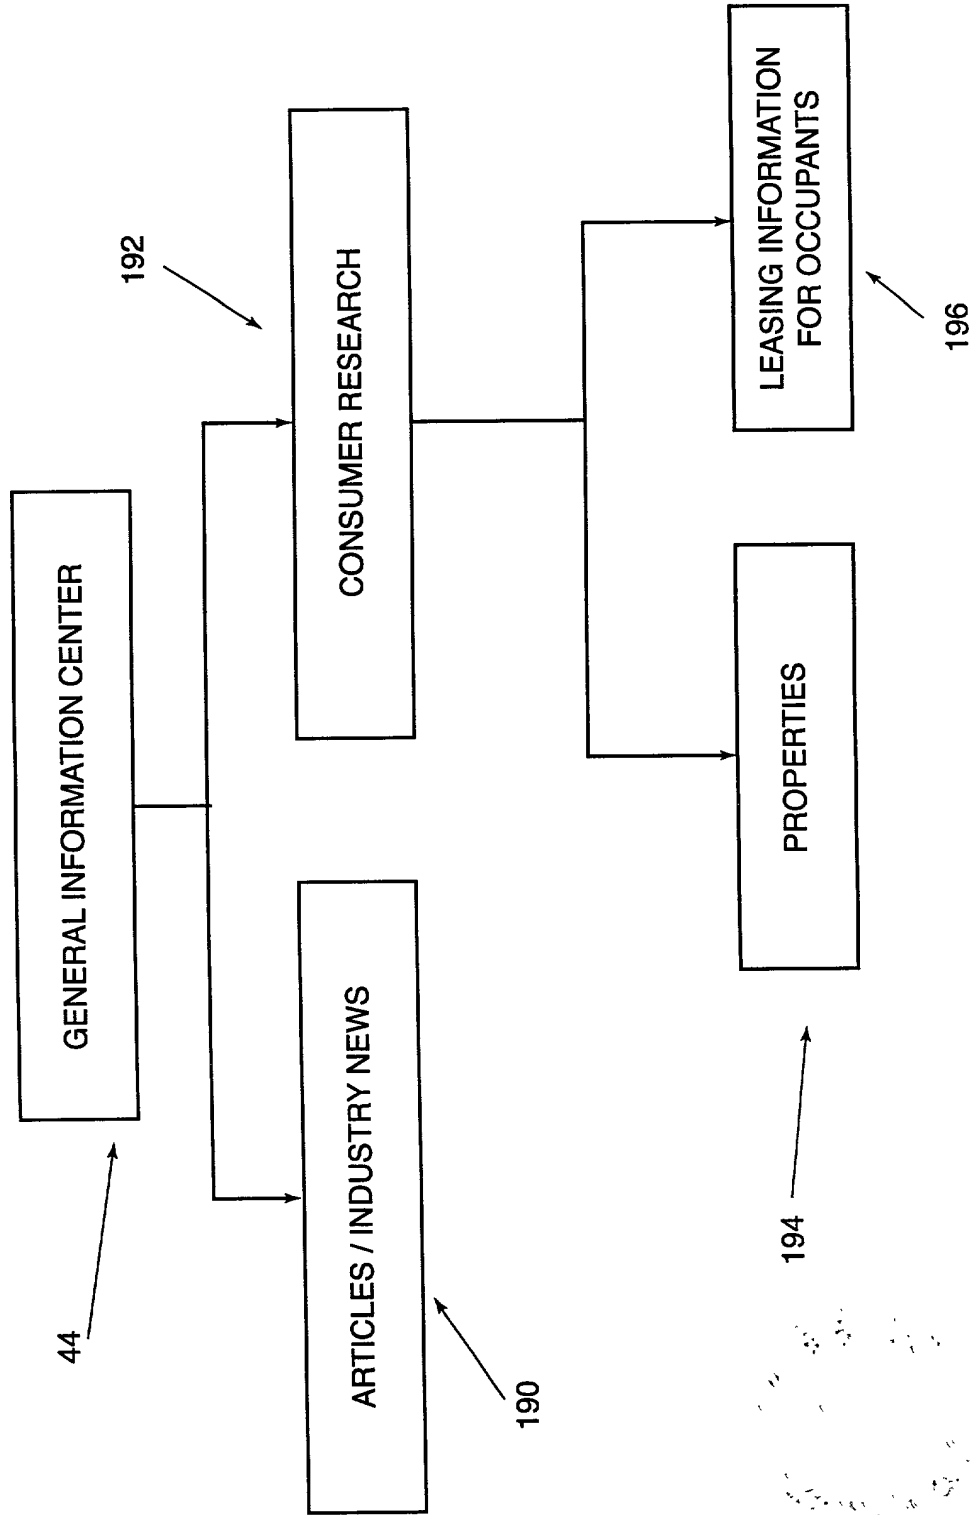 44
GENERAL INFORMATION CENTER
192
ARTICLES / INDUSTRY NEWS
CONSUMER RESEARCH
190
194
PROPERTIES
LEASING INFORMATION
FOR OCCUPANTS
196